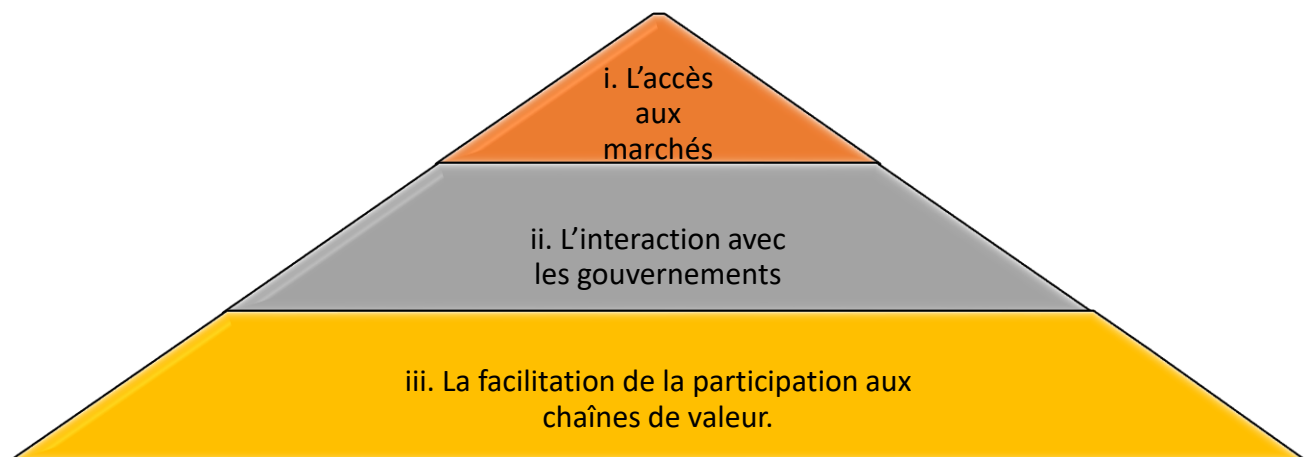 i. L’accès
aux
marchés
ii. L’interaction avec
les gouvernements
iii. La facilitation de la participation aux
chaînes de valeur.